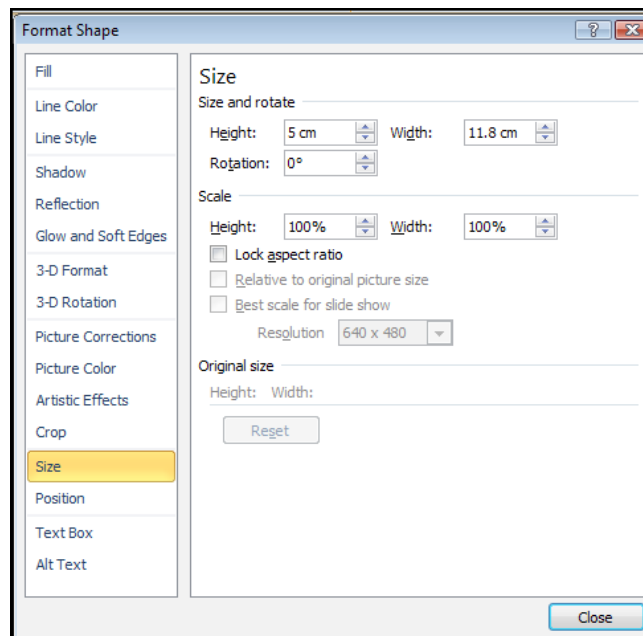 Format Shape
?
Fill
Line Color
Line Style
Shadow
Reflection
Glow and Soft Edges
3-D Format
3-D Rotation
Picture Corrections
Picture Color
Artistic Effects
Crop
Size
Position
Text Box
Alt Text
Size
Size and rotate
Height: 5 cm Width: 11.8 cm
Rotation: 0°
Scale
Height: 100% Width: 100%
Lock aspect ratio
Relative to original picture size
Best scale for slide show
Resolution 640 x 480
Original size
Height: Width:
Reset
Close